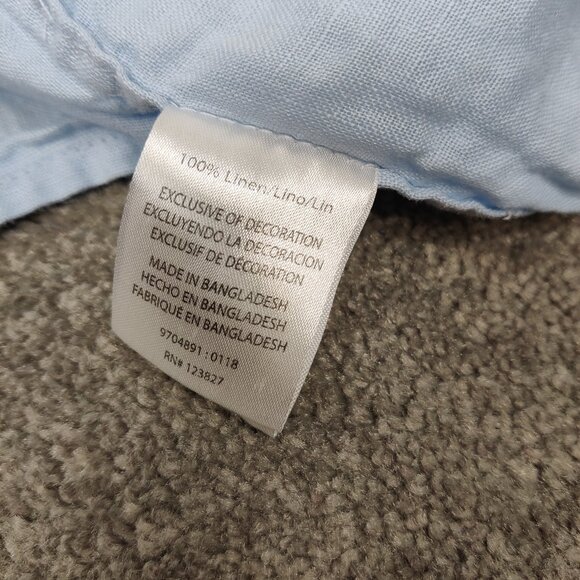 100% Linen/Lino/Lin
EXCLUSIVE OF DECORATION
EXCLUYENDO LA DECORACION
EXCLUSIF DE DÉCORATION
MADE IN BANGLADESH
HECHO EN BANGLADESH
FABRIQUÉ EN BANGLADESH
9704891 : 0118
RN# 123827